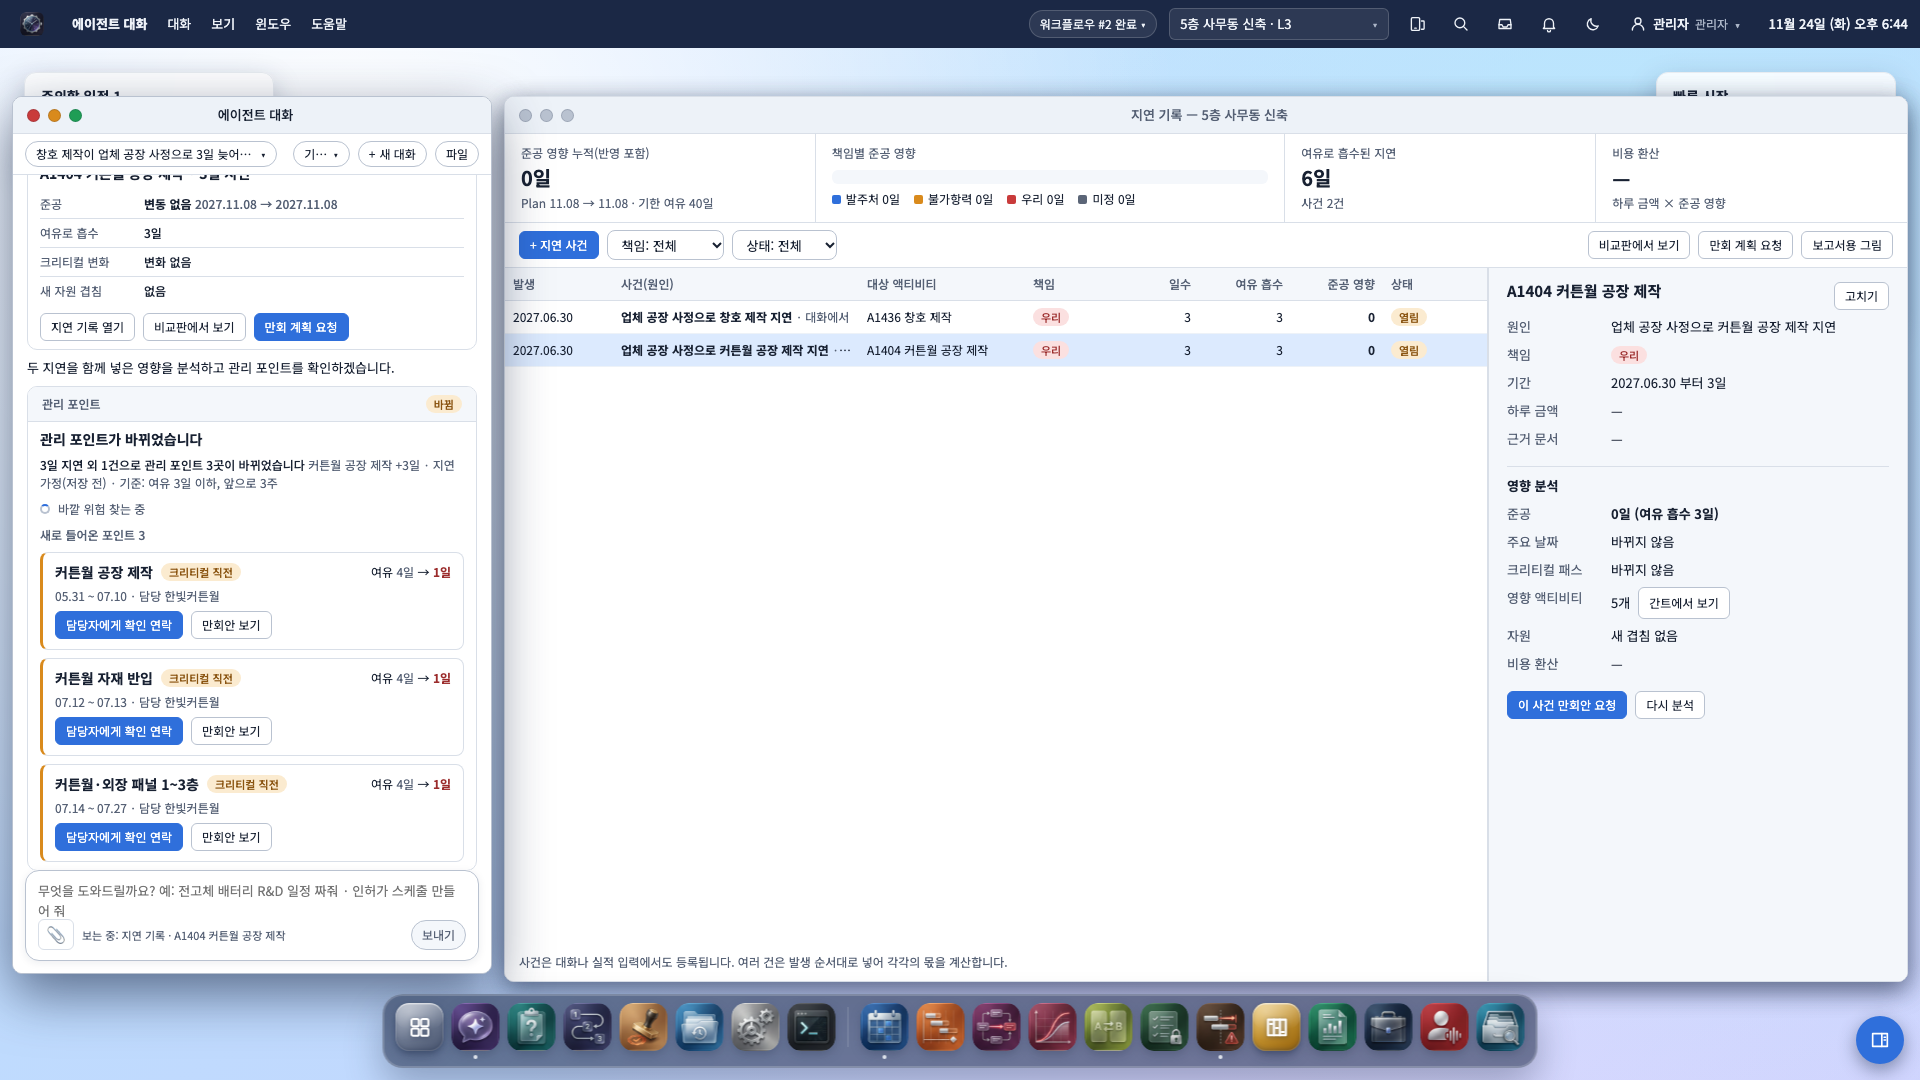 에이전트 대화 대화 보기 윈도우 도움말
워크플로우 #2 완료
5층 사무동 신축 · L3
관리자 관리자
11월 24일 (화) 오후 6:44
에이전트 대화
창호 제작이 업체 공장 사정으로 3일 늦어…
기…
+ 새 대화
파일
준공 변동 없음 2027.11.08 → 2027.11.08
여유로 흡수 3일
크리티컬 변화 변화 없음
새 자원 겹침 없음
지연 기록 열기 비교판에서 보기 만회 계획 요청
두 지연을 함께 넣은 영향을 분석하고 관리 포인트를 확인하겠습니다.
관리 포인트 바뀜
관리 포인트가 바뀌었습니다
3일 지연 외 1건으로 관리 포인트 3곳이 바뀌었습니다 커튼월 공장 제작 +3일 · 지연
가정(저장 전) · 기준: 여유 3일 이하, 앞으로 3주
바깥 위험 찾는 중
새로 들어온 포인트 3
커튼월 공장 제작 크리티컬 직전 여유 4일 → 1일
05.31 ~ 07.10 · 담당 한빛커튼월
담당자에게 확인 연락 만회안 보기
커튼월 자재 반입 크리티컬 직전 여유 4일 → 1일
07.12 ~ 07.13 · 담당 한빛커튼월
담당자에게 확인 연락 만회안 보기
커튼월·외장 패널 1~3층 크리티컬 직전 여유 4일 → 1일
07.14 ~ 07.27 · 담당 한빛커튼월
담당자에게 확인 연락 만회안 보기
무엇을 도와드릴까요? 예: 전고체 배터리 R&D 일정 짜줘 · 인허가 스케줄 만들
어 줘
보는 중: 지연 기록 · A1404 커튼월 공장 제작
보내기
지연 기록 — 5층 사무동 신축
준공 영향 누적(반영 포함)
0일
Plan 11.08 → 11.08 · 기한 여유 40일
책임별 준공 영향
발주처 0일 불가항력 0일 우리 0일 미정 0일
여유로 흡수된 지연
6일
사건 2건
비용 환산
—
하루 금액 × 준공 영향
+ 지연 사건 책임: 전체 상태: 전체
비교판에서 보기 만회 계획 요청 보고서용 그림
발생 사건(원인) 대상 액티비티 책임 일수 여유 흡수 준공 영향 상태
2027.06.30 업체 공장 사정으로 창호 제작 지연 · 대화에서 A1436 창호 제작 우리 3 3 0 열림
2027.06.30 업체 공장 사정으로 커튼월 공장 제작 지연 · … A1404 커튼월 공장 제작 우리 3 3 0 열림
사건은 대화나 실적 입력에서도 등록됩니다. 여러 건은 발생 순서대로 넣어 각각의 몫을 계산합니다.
A1404 커튼월 공장 제작
고치기
원인 업체 공장 사정으로 커튼월 공장 제작 지연
책임 우리
기간 2027.06.30 부터 3일
하루 금액 —
근거 문서 —
영향 분석
준공 0일 (여유 흡수 3일)
주요 날짜 바뀌지 않음
크리티컬 패스 바뀌지 않음
영향 액티비티 5개 간트에서 보기
자원 새 겹침 없음
비용 환산 —
이 사건 만회안 요청 다시 분석